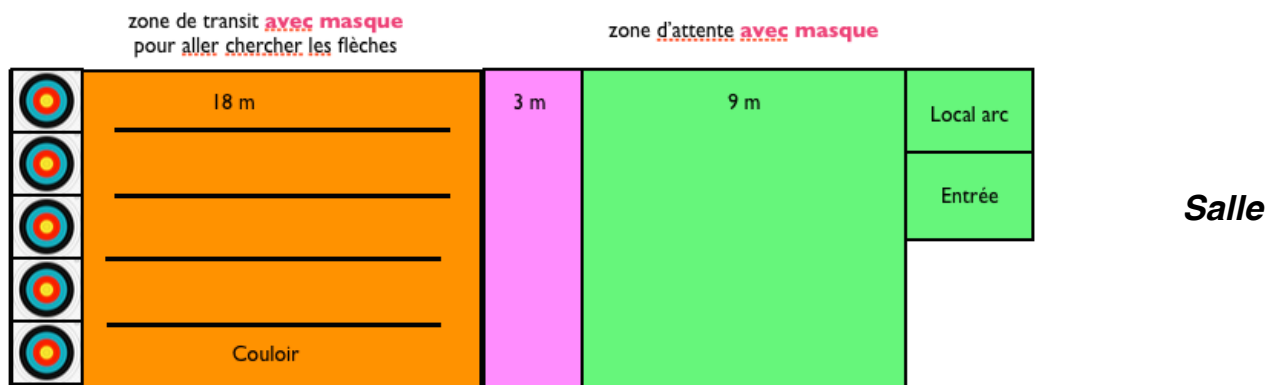 zone de transit avec masque
pour aller chercher les flèches
zone d'attente avec masque
18 m
3 m
9 m
Local arc
Entrée
Salle
Couloir